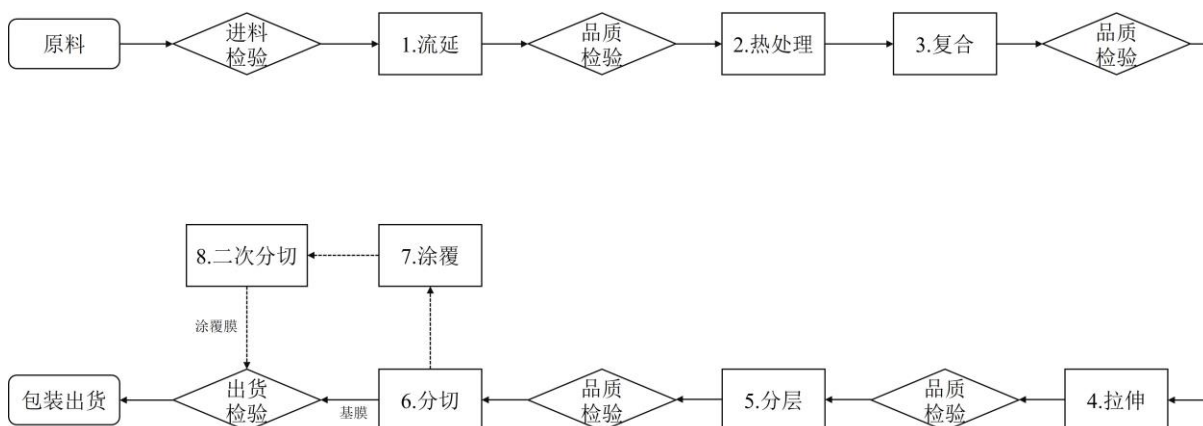 原料
进料
检验
1.流延
品质
检验
2.热处理
3.复合
品质
检验
8.二次分切
7.涂覆
涂覆膜
包装出货
出货
检验
基膜
6.分切
品质
检验
5.分层
品质
检验
4.拉伸